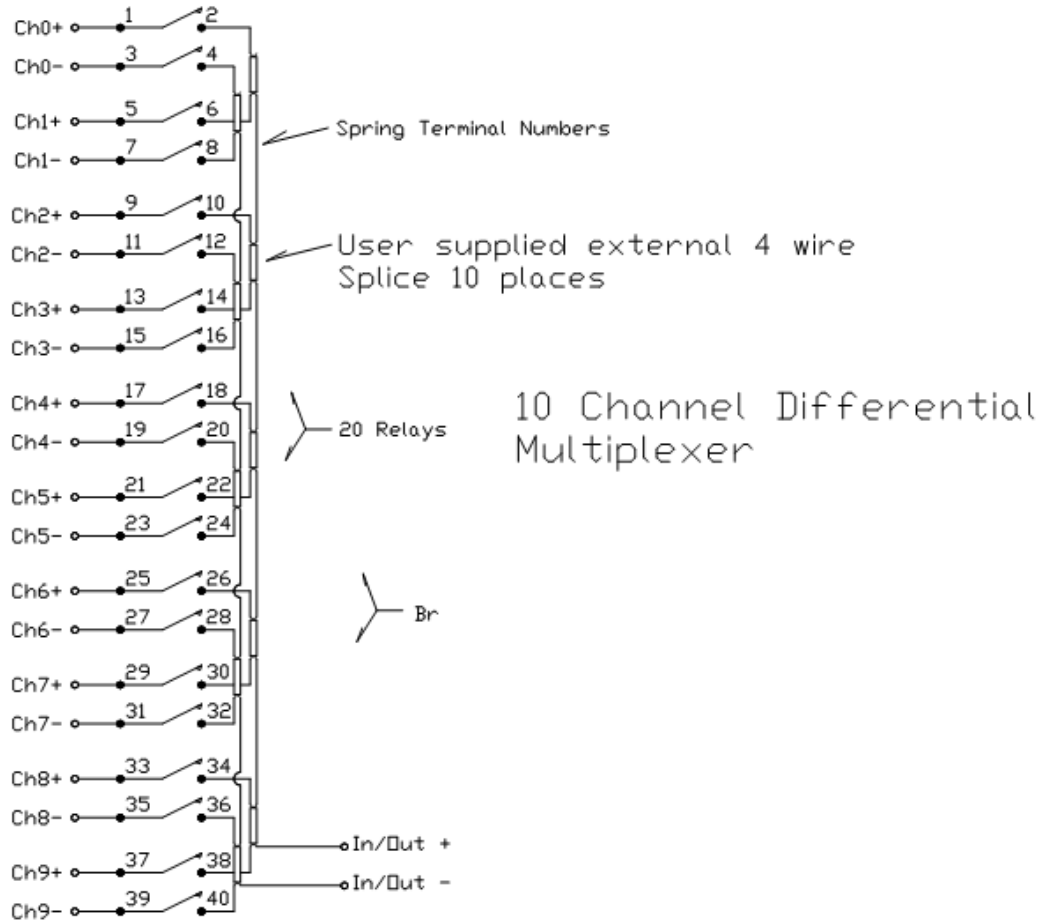 Ch0+ 1 2
Ch0- 3 4
Ch1+ 5 6
Spring Terminal Numbers
Ch1- 7 8
Ch2+ 9 10
User supplied external 4 wire
Ch2- 11 12
Splice 10 places
Ch3+ 13 14
Ch3- 15 16
Ch4+ 17 18
10 Channel Differential
20 Relays
Ch4- 19 20
Multiplexer
Ch5+ 21 22
Ch5- 23 24
Ch6+ 25 26
Br
Ch6- 27 28
Ch7+ 29 30
Ch7- 31 32
Ch8+ 33 34
Ch8- 35 36
In/Out +
Ch9+ 37 38
In/Out -
Ch9- 39 40